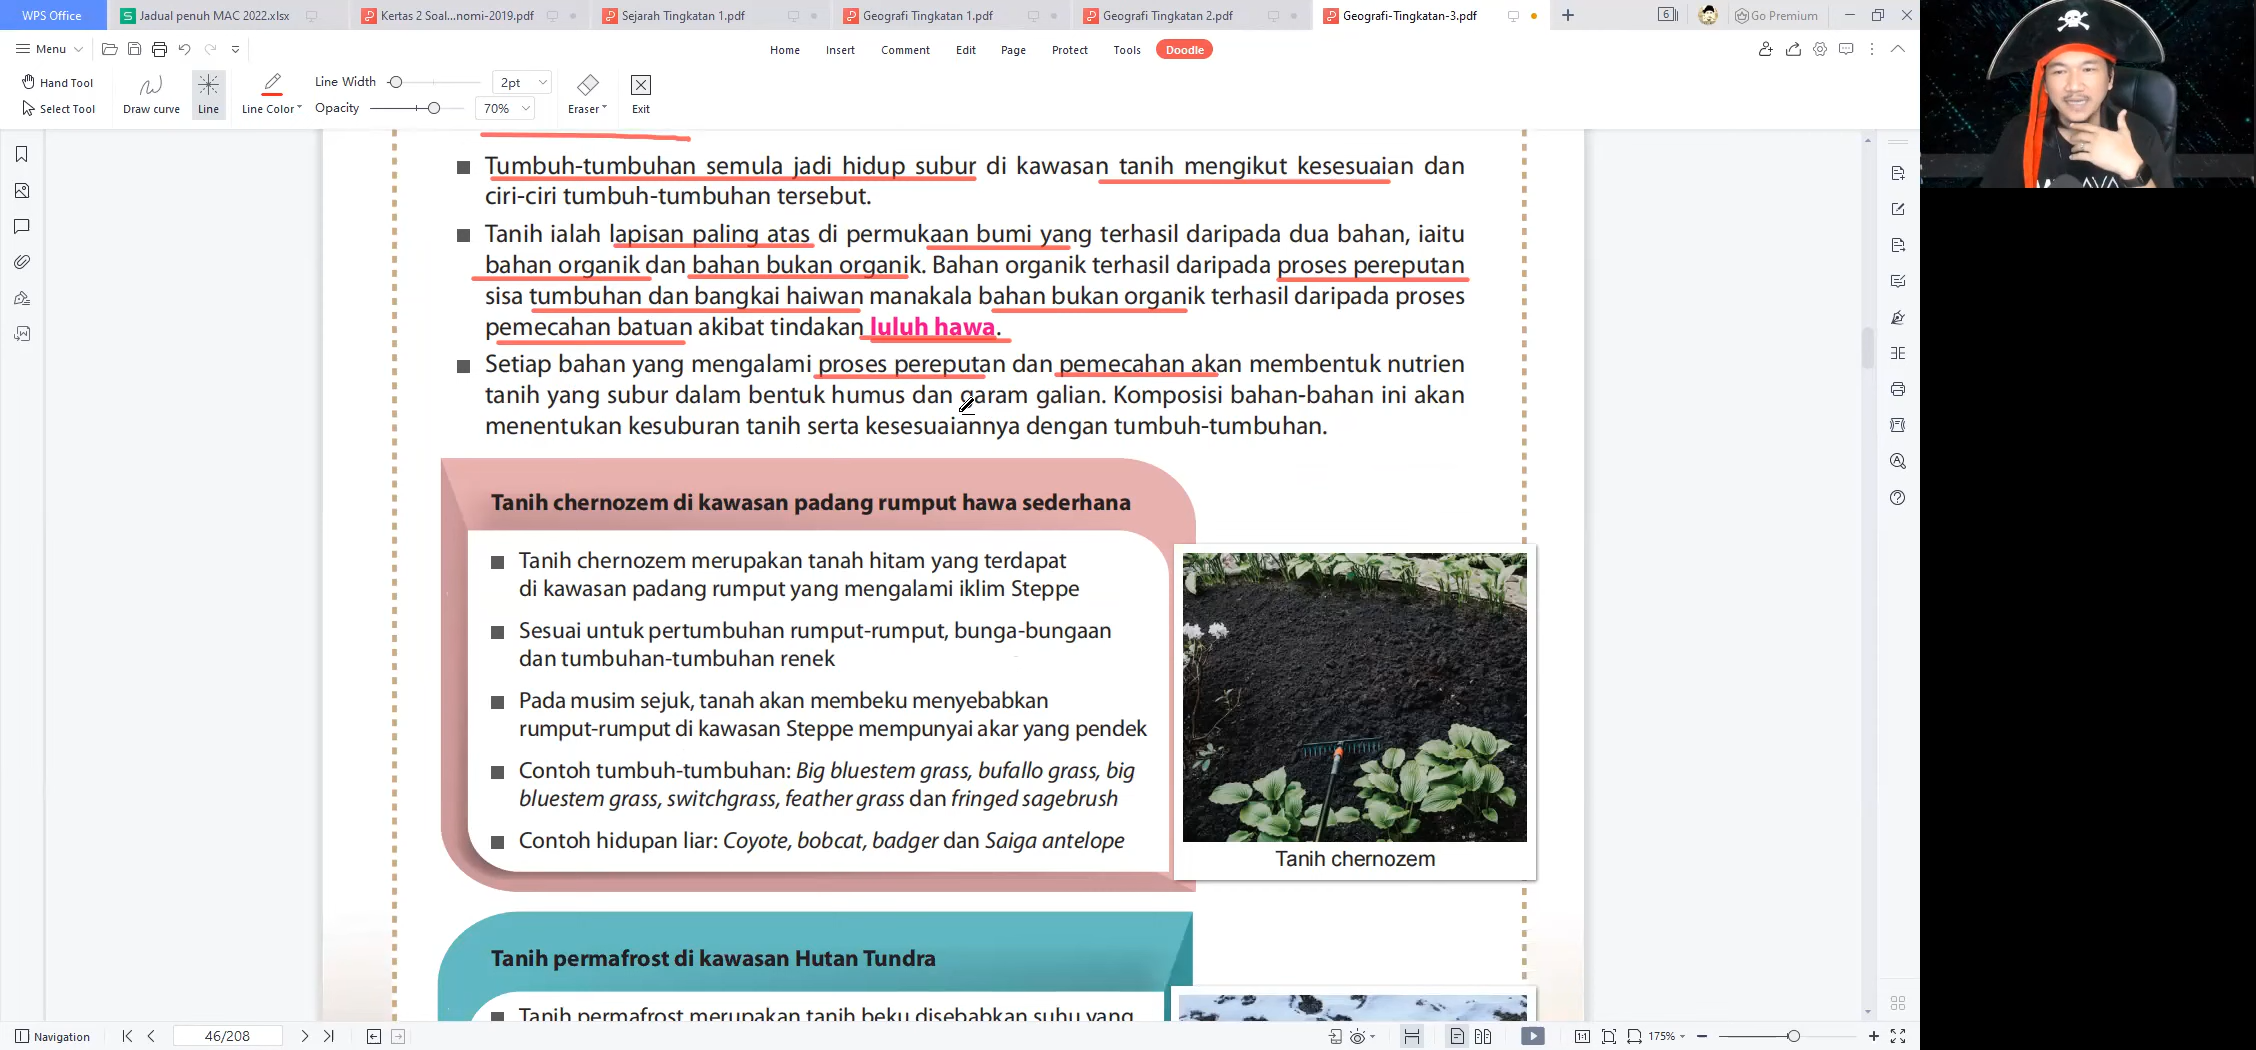 WPS Office
Jadual penuh MAC 2022.xlsx
Kertas 2 Soal...nomi-2019.pdf
Sejarah Tingkatan 1.pdf
Geografi Tingkatan 1.pdf
Geografi Tingkatan 2.pdf
Geografi-Tingkatan-3.pdf
6
Go Premium
Menu
Home
Insert
Comment
Edit
Page
Protect
Tools
Doodle
Hand Tool
Select Tool
Draw curve
Line
Line Color
Line Width
2pt
Opacity
70%
Eraser
Exit
Tumbuh-tumbuhan semula jadi hidup subur di kawasan tanih mengikut kesesuaian dan
ciri-ciri tumbuh-tumbuhan tersebut.
Tanih ialah lapisan paling atas di permukaan bumi yang terhasil daripada dua bahan, iaitu
bahan organik dan bahan bukan organik. Bahan organik terhasil daripada proses pereputan
sisa tumbuhan dan bangkai haiwan manakala bahan bukan organik terhasil daripada proses
pemecahan batuan akibat tindakan luluh hawa.
Setiap bahan yang mengalami proses pereputan dan pemecahan akan membentuk nutrien
tanih yang subur dalam bentuk humus dan garam galian. Komposisi bahan-bahan ini akan
menentukan kesuburan tanih serta kesesuaiannya dengan tumbuh-tumbuhan.
Tanih chernozem di kawasan padang rumput hawa sederhana
Tanih chernozem merupakan tanah hitam yang terdapat
di kawasan padang rumput yang mengalami iklim Steppe
Sesuai untuk pertumbuhan rumput-rumput, bunga-bungaan
dan tumbuhan-tumbuhan renek
Pada musim sejuk, tanah akan membeku menyebabkan
rumput-rumput di kawasan Steppe mempunyai akar yang pendek
Contoh tumbuh-tumbuhan: Big bluestem grass, bufallo grass, big
bluestem grass, switchgrass, feather grass dan fringed sagebrush
Contoh hidupan liar: Coyote, bobcat, badger dan Saiga antelope
Tanih chernozem
Tanih permafrost di kawasan Hutan Tundra
Tanih permafrost merupakan tanih beku disebabkan suhu yang
Navigation
46/208
1:1
175%